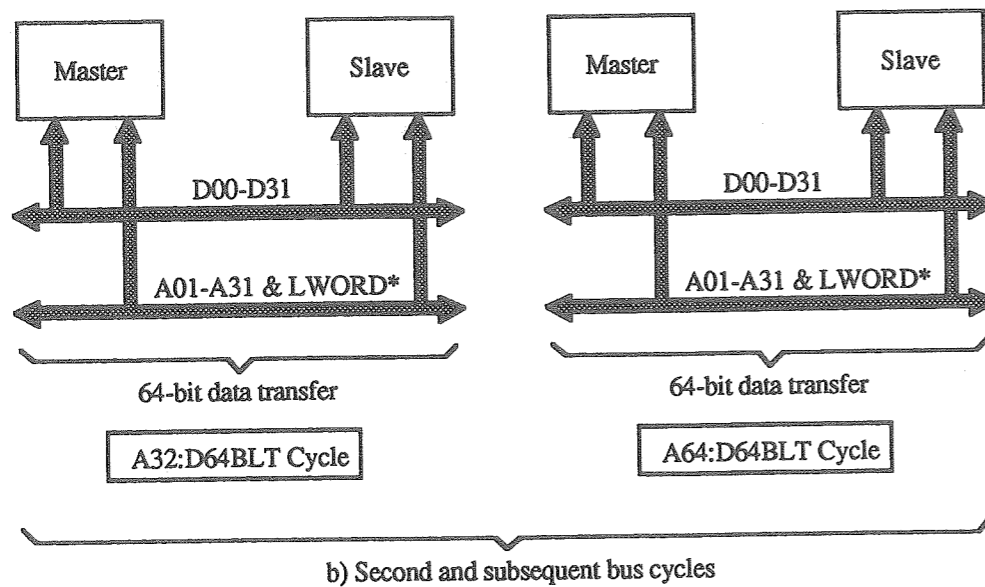 Master
Slave
D00-D31
A01-A31 & LWORD*
64-bit data transfer
A32:D64BLT Cycle
Master
Slave
D00-D31
A01-A31 & LWORD*
64-bit data transfer
A64:D64BLT Cycle
b) Second and subsequent bus cycles